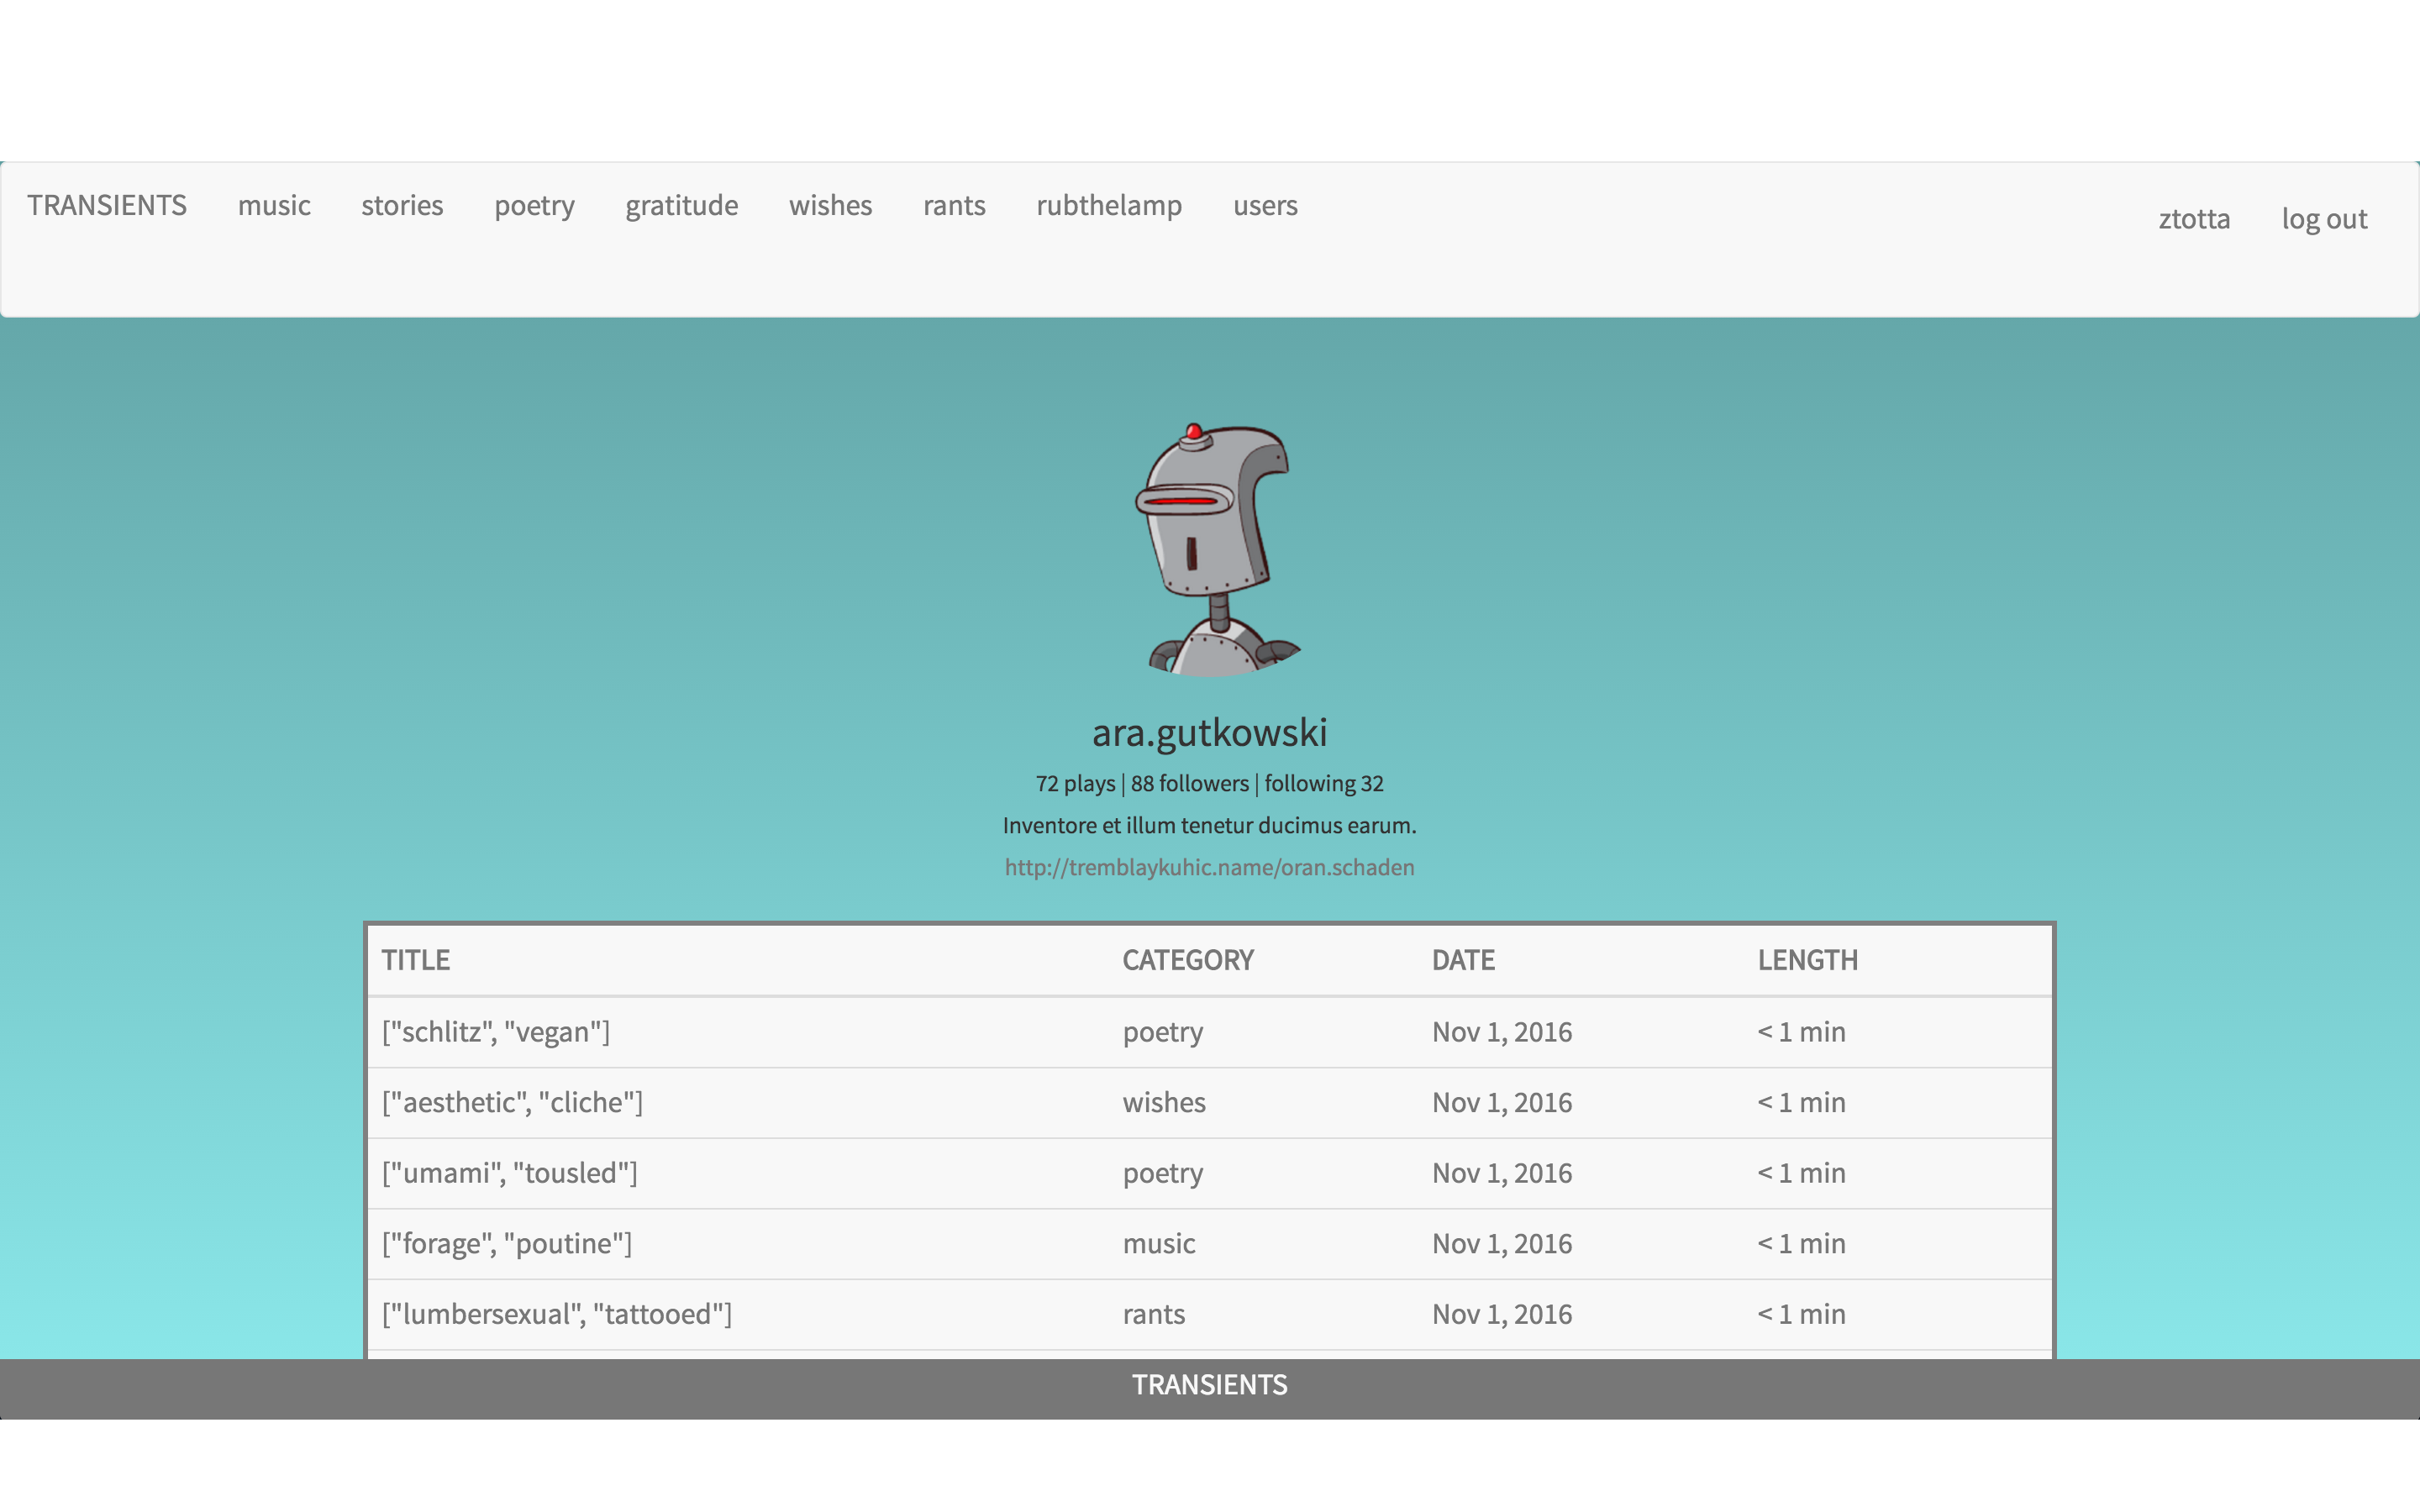 TRANSIENTS music stories poetry gratitude wishes rants rubthelamp users ztotta log out
ara.gutkowski
72 plays | 88 followers | following 32
Inventore et illum tenetur ducimus earum.
http://tremblaykuhic.name/oran.schaden
TITLE CATEGORY DATE LENGTH
["schlitz", "vegan"] poetry Nov 1, 2016 < 1 min
["aesthetic", "cliche"] wishes Nov 1, 2016 < 1 min
["umami", "tousled"] poetry Nov 1, 2016 < 1 min
["forage", "poutine"] music Nov 1, 2016 < 1 min
["lumbersexual", "tattooed"] rants Nov 1, 2016 < 1 min
TRANSIENTS